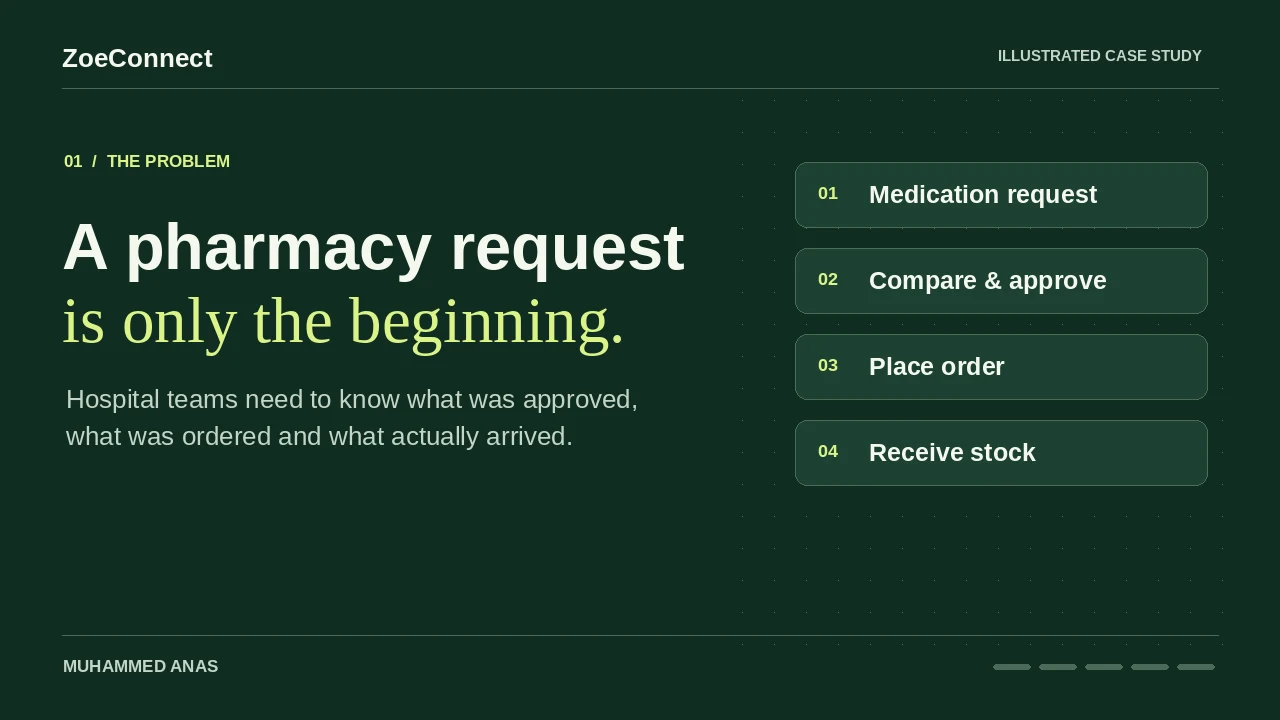 ZoeConnect
ILLUSTRATED CASE STUDY
01 / THE PROBLEM
A pharmacy request
is only the beginning.
Hospital teams need to know what was approved,
what was ordered and what actually arrived.
01 Medication request
02 Compare & approve
03 Place order
04 Receive stock
MUHAMMED ANAS